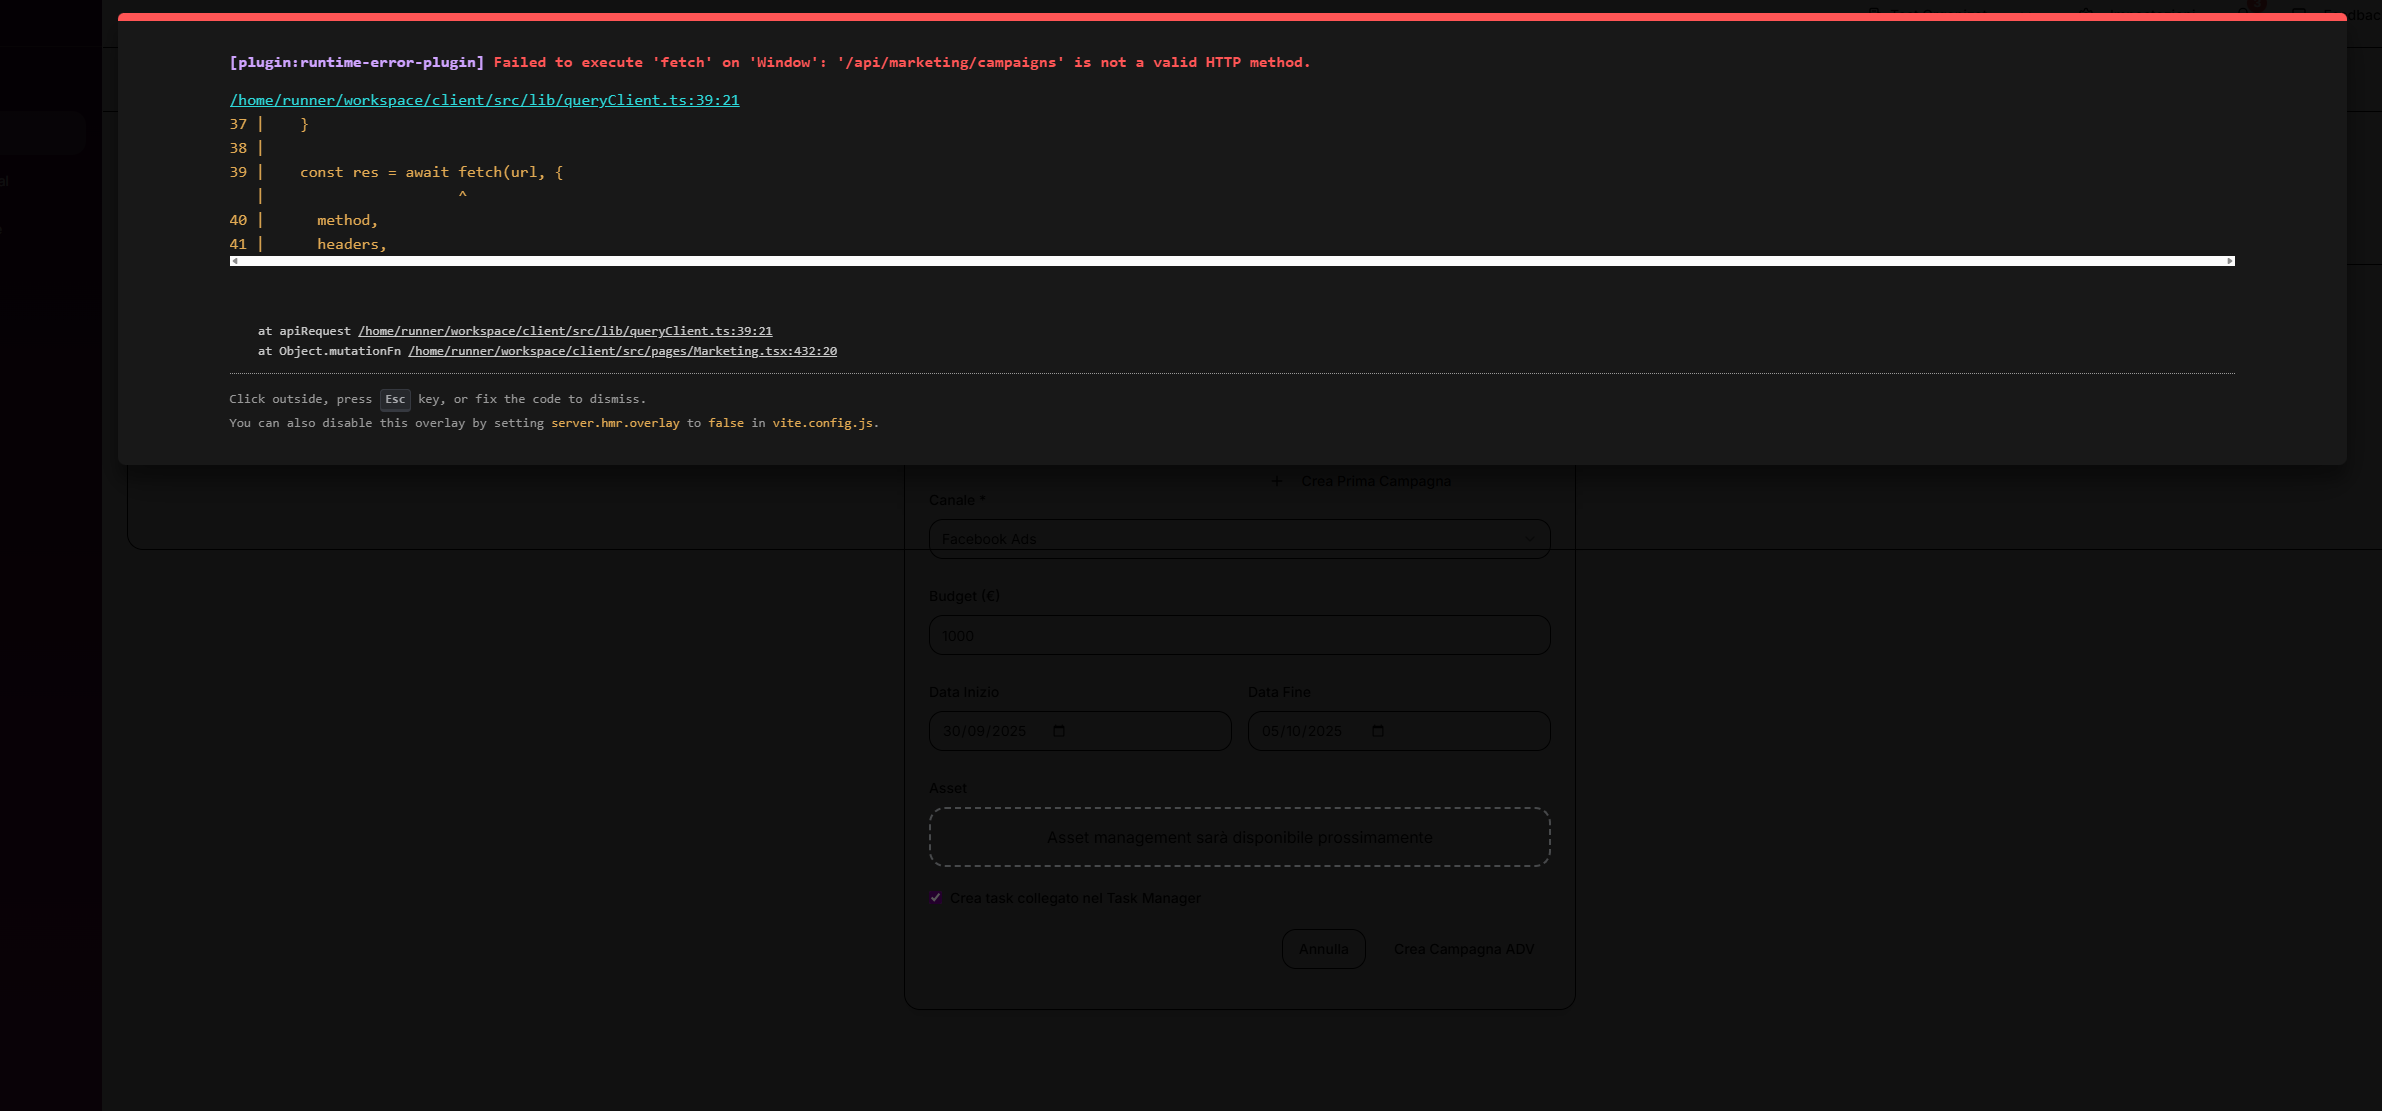 [plugin:runtime-error-plugin] Failed to execute 'fetch' on 'Window': '/api/marketing/campaigns' is not a valid HTTP method.
/home/runner/workspace/client/src/lib/queryClient.ts:39:21
37 |    }
38 |
39 |    const res = await fetch(url, {
   |                      ^
40 |      method,
41 |      headers,
at apiRequest /home/runner/workspace/client/src/lib/queryClient.ts:39:21
at Object.mutationFn /home/runner/workspace/client/src/pages/Marketing.tsx:432:20
Click outside, press Esc key, or fix the code to dismiss.
You can also disable this overlay by setting server.hmr.overlay to false in vite.config.js.
+ Crea Prima Campagna
Canale *
Facebook Ads
Budget (€)
1000
Data Inizio Data Fine
30/09/2025 05/10/2025
Asset
Asset management sarà disponibile prossimamente
Crea task collegato nel Task Manager
Annulla Crea Campagna ADV